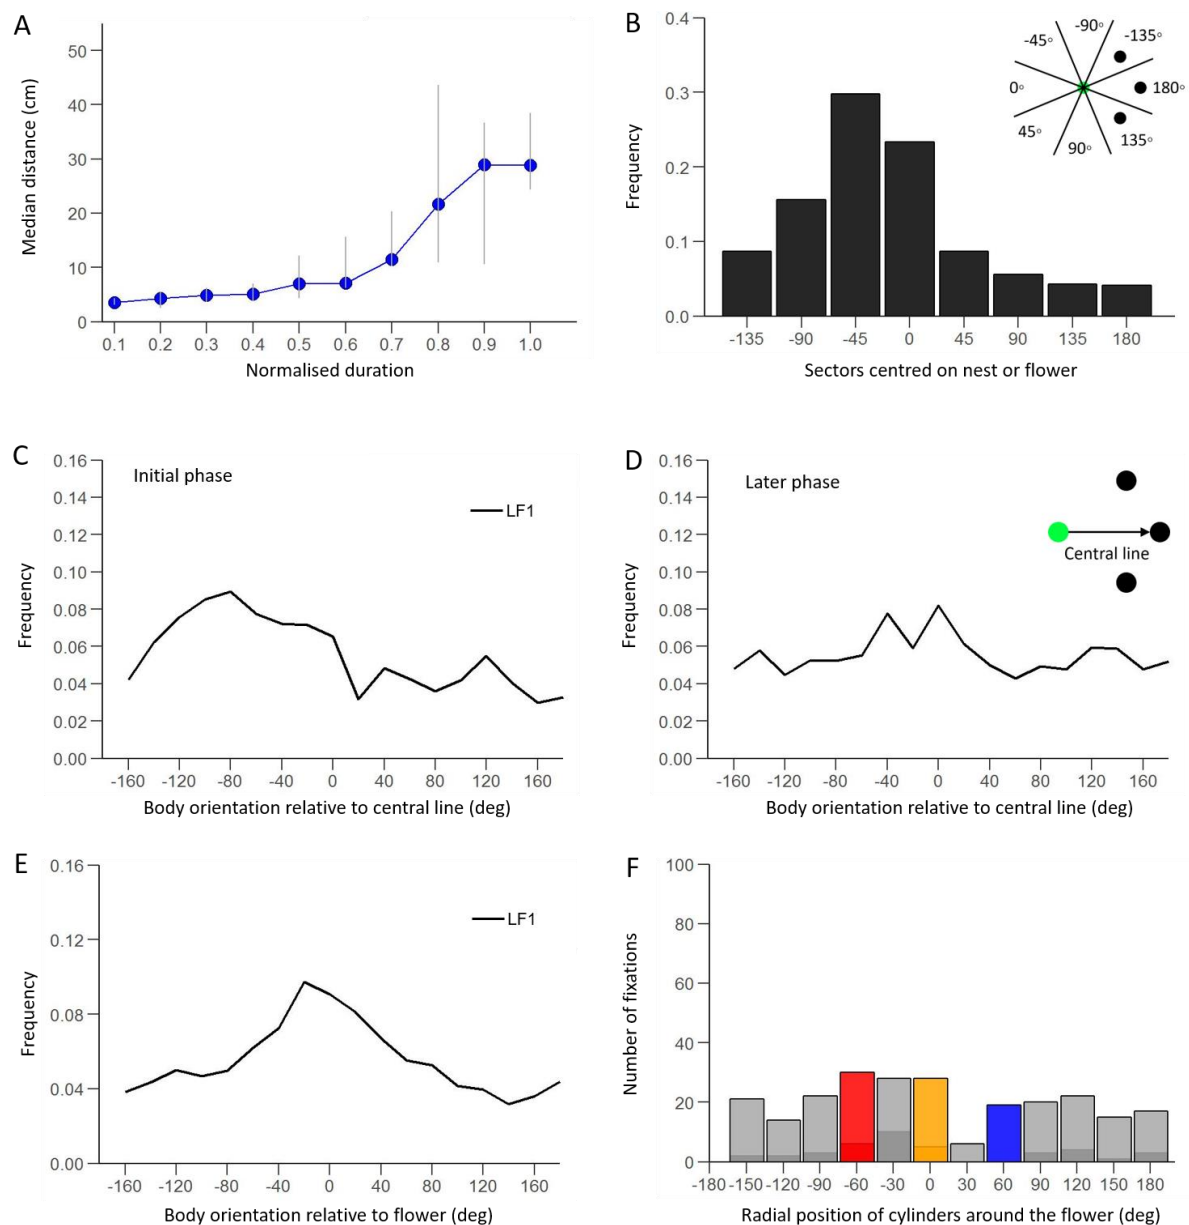 A
50
40
30
20
10
0
Median distance (cm)
0.1 0.2 0.3 0.4 0.5 0.6 0.7 0.8 0.9 1.0
Normalised duration
B
0.4
0.3
0.2
0.1
0.0
Frequency
-90°
-45° -135°
0° 180°
45° 135°
90°
-135 -90 -45 0 45 90 135 180
Sectors centred on nest or flower
C
0.16
0.14
0.12
0.10
0.08
0.06
0.04
0.02
0.00
Frequency
Initial phase
LF1
-160 -120 -80 -40 0 40 80 120 160
Body orientation relative to central line (deg)
D
0.16
0.14
0.12
0.10
0.08
0.06
0.04
0.02
0.00
Frequency
Later phase
Central line
-160 -120 -80 -40 0 40 80 120 160
Body orientation relative to central line (deg)
E
0.16
0.12
0.08
0.04
0.00
Frequency
LF1
-160 -120 -80 -40 0 40 80 120 160
Body orientation relative to flower (deg)
F
100
80
60
40
20
0
Number of fixations
-180 -150 -120 -90 -60 -30 0 30 60 90 120 150 180
Radial position of cylinders around the flower (deg)